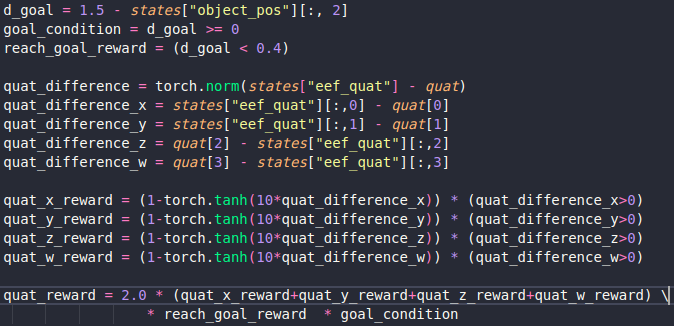 d_goal = 1.5 - states["object_pos"][:, 2]
goal_condition = d_goal >= 0
reach_goal_reward = (d_goal < 0.4)
quat_difference = torch.norm(states["eef_quat"] - quat)
quat_difference_x = states["eef_quat"][:,0] - quat[0]
quat_difference_y = states["eef_quat"][:,1] - quat[1]
quat_difference_z = quat[2] - states["eef_quat"][:,2]
quat_difference_w = quat[3] - states["eef_quat"][:,3]
quat_x_reward = (1-torch.tanh(10*quat_difference_x)) * (quat_difference_x>0)
quat_y_reward = (1-torch.tanh(10*quat_difference_y)) * (quat_difference_y>0)
quat_z_reward = (1-torch.tanh(10*quat_difference_z)) * (quat_difference_z>0)
quat_w_reward = (1-torch.tanh(10*quat_difference_w)) * (quat_difference_w>0)
quat_reward = 2.0 * (quat_x_reward+quat_y_reward+quat_z_reward+quat_w_reward) \
* reach_goal_reward * goal_condition